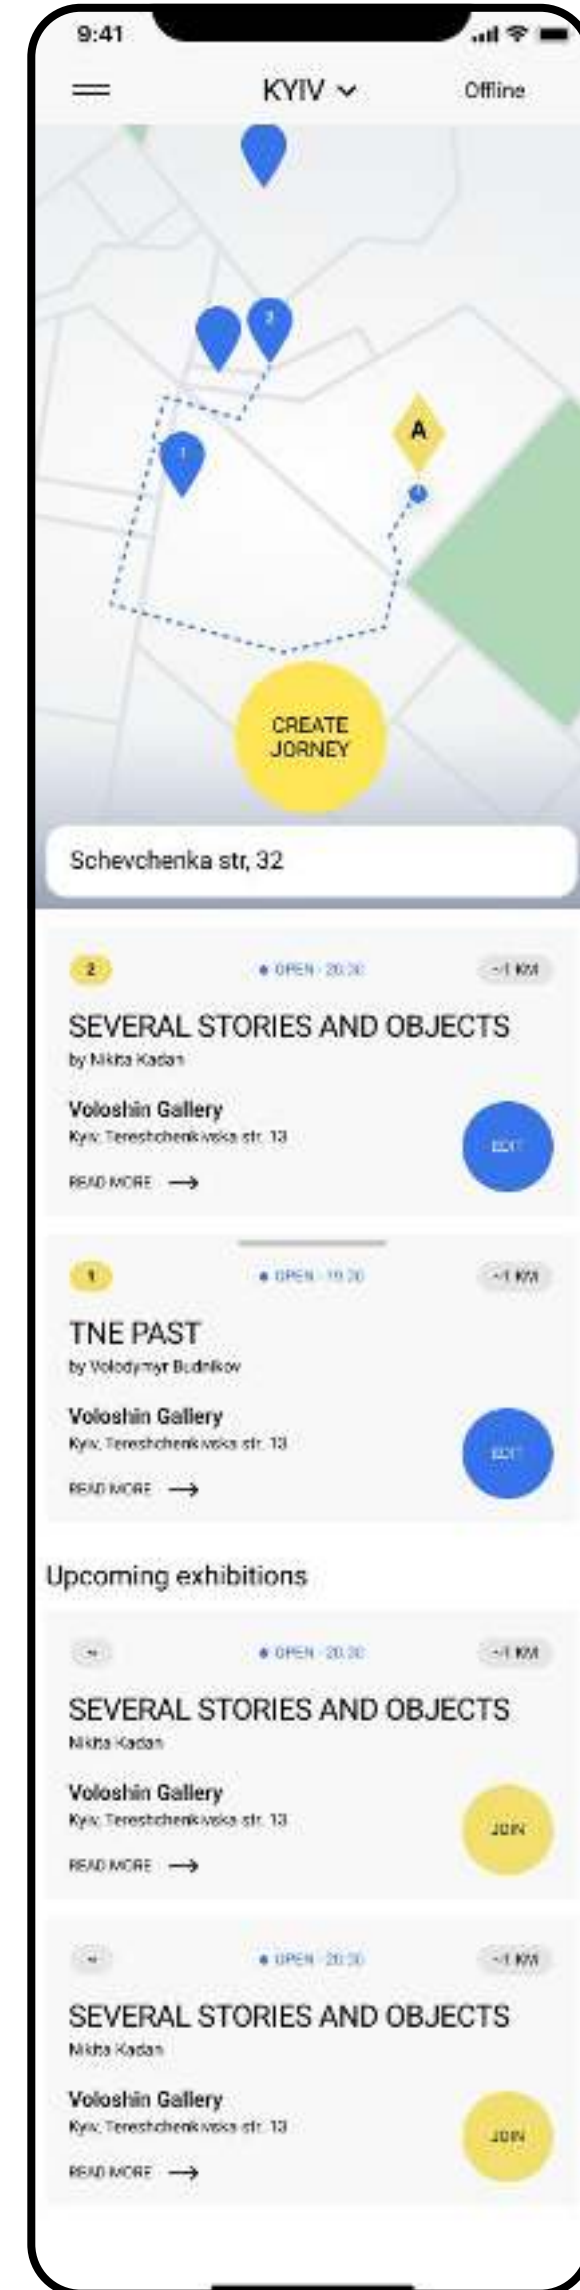 9:41
KYIV
Offline
2
1
A
CREATE
JORNEY
Schevchenka str, 32
2
OPEN - 20:30
~1 KM
SEVERAL STORIES AND OBJECTS
by Nikita Kadan
Voloshin Gallery
Kyiv, Tereshchenkivska str. 13
EDIT
READ MORE
1
OPEN - 19:30
~1 KM
TNE PAST
by Volodymyr Budnikov
Voloshin Gallery
Kyiv, Tereshchenkivska str. 13
EDIT
READ MORE
Upcoming exhibitions
OPEN - 20:30
~1 KM
SEVERAL STORIES AND OBJECTS
Nikita Kadan
Voloshin Gallery
Kyiv, Tereshchenkivska str. 13
JOIN
READ MORE
OPEN - 20:30
~1 KM
SEVERAL STORIES AND OBJECTS
Nikita Kadan
Voloshin Gallery
Kyiv, Tereshchenkivska str. 13
JOIN
READ MORE